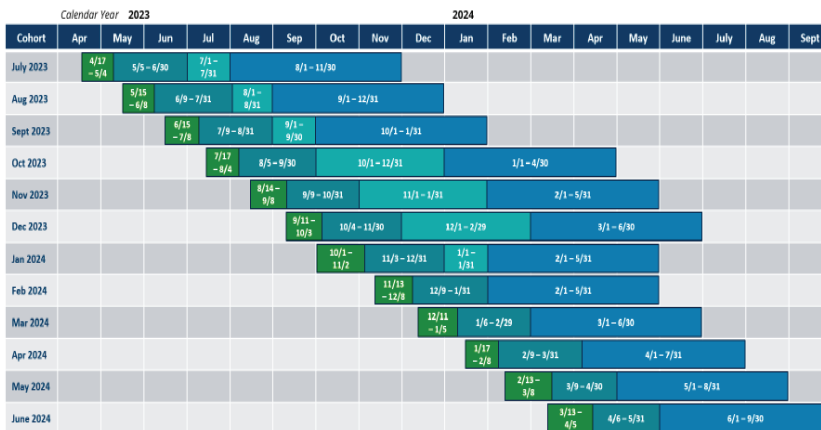 Calendar Year 2023 2024
Cohort Apr May Jun Jul Aug Sep Oct Nov Dec Jan Feb Mar Apr May June July Aug Sept
July 2023 4/17 – 5/4 5/5 – 6/30 7/1 – 7/31 8/1 – 11/30
Aug 2023 5/15 – 6/8 6/9 – 7/31 8/1 – 8/31 9/1 – 12/31
Sept 2023 6/15 – 7/8 7/9 – 8/31 9/1 – 9/30 10/1 – 1/31
Oct 2023 7/17 – 8/4 8/5 – 9/30 10/1 – 12/31 1/1 – 4/30
Nov 2023 8/14 – 9/8 9/9 – 10/31 11/1 – 1/31 2/1 – 5/31
Dec 2023 9/11 – 10/3 10/4 – 11/30 12/1 – 2/29 3/1 – 6/30
Jan 2024 10/1 – 11/2 11/3 – 12/31 1/1 – 1/31 2/1 – 5/31
Feb 2024 11/13 – 12/8 12/9 – 1/31 2/1 – 5/31
Mar 2024 12/11 – 1/5 1/6 – 2/29 3/1 – 6/30
Apr 2024 1/17 – 2/8 2/9 – 3/31 4/1 – 7/31
May 2024 2/13 – 3/8 3/9 – 4/30 5/1 – 8/31
June 2024 3/13 – 4/5 4/6 – 5/31 6/1 – 9/30